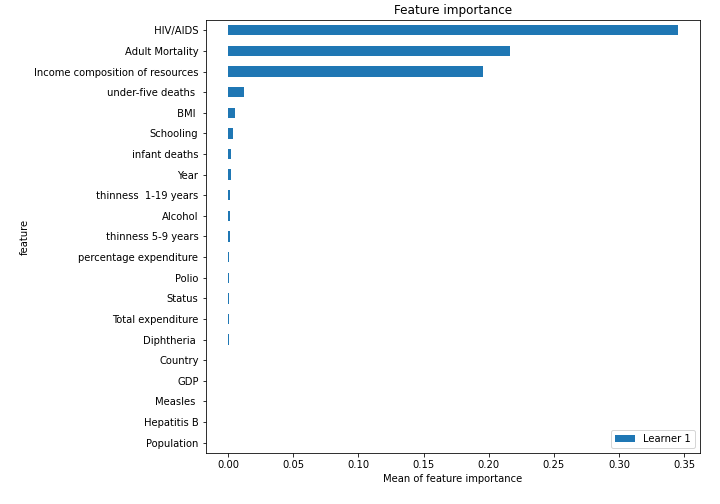 Feature importance
HIV/AIDS
Adult Mortality
Income composition of resources
under-five deaths
BMI
Schooling
infant deaths
Year
thinness  1-19 years
Alcohol
thinness 5-9 years
percentage expenditure
Polio
Status
Total expenditure
Diphtheria
Country
GDP
Measles
Hepatitis B
Population
feature
Learner 1
0.00 0.05 0.10 0.15 0.20 0.25 0.30 0.35
Mean of feature importance